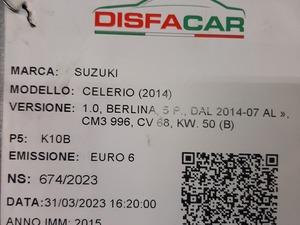 DISFACAR
MARCA: SUZUKI
MODELLO: CELERIO (2014)
VERSIONE: 1.0, BERLINA, 5 P., DAL 2014-07 AL »,
CM3 996, CV 68, KW. 50 (B)
P5: K10B
EMISSIONE: EURO 6
NS: 674/2023
DATA:31/03/2023 16:20:00
ANNO IMM: 2015